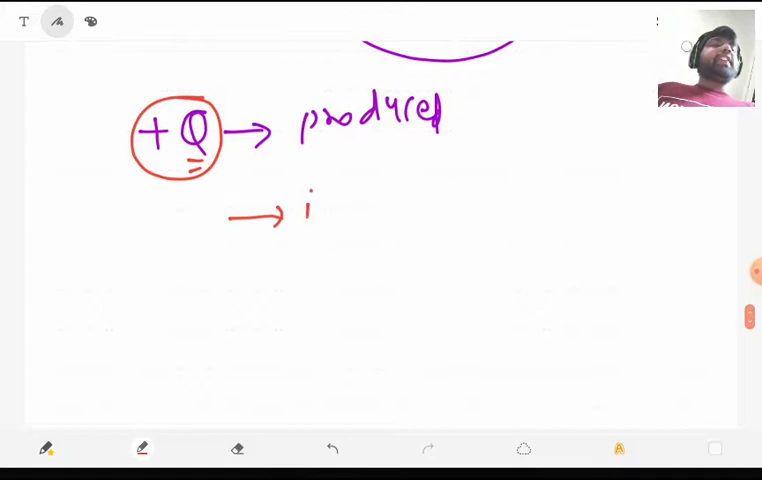 + Q → produced
→ i